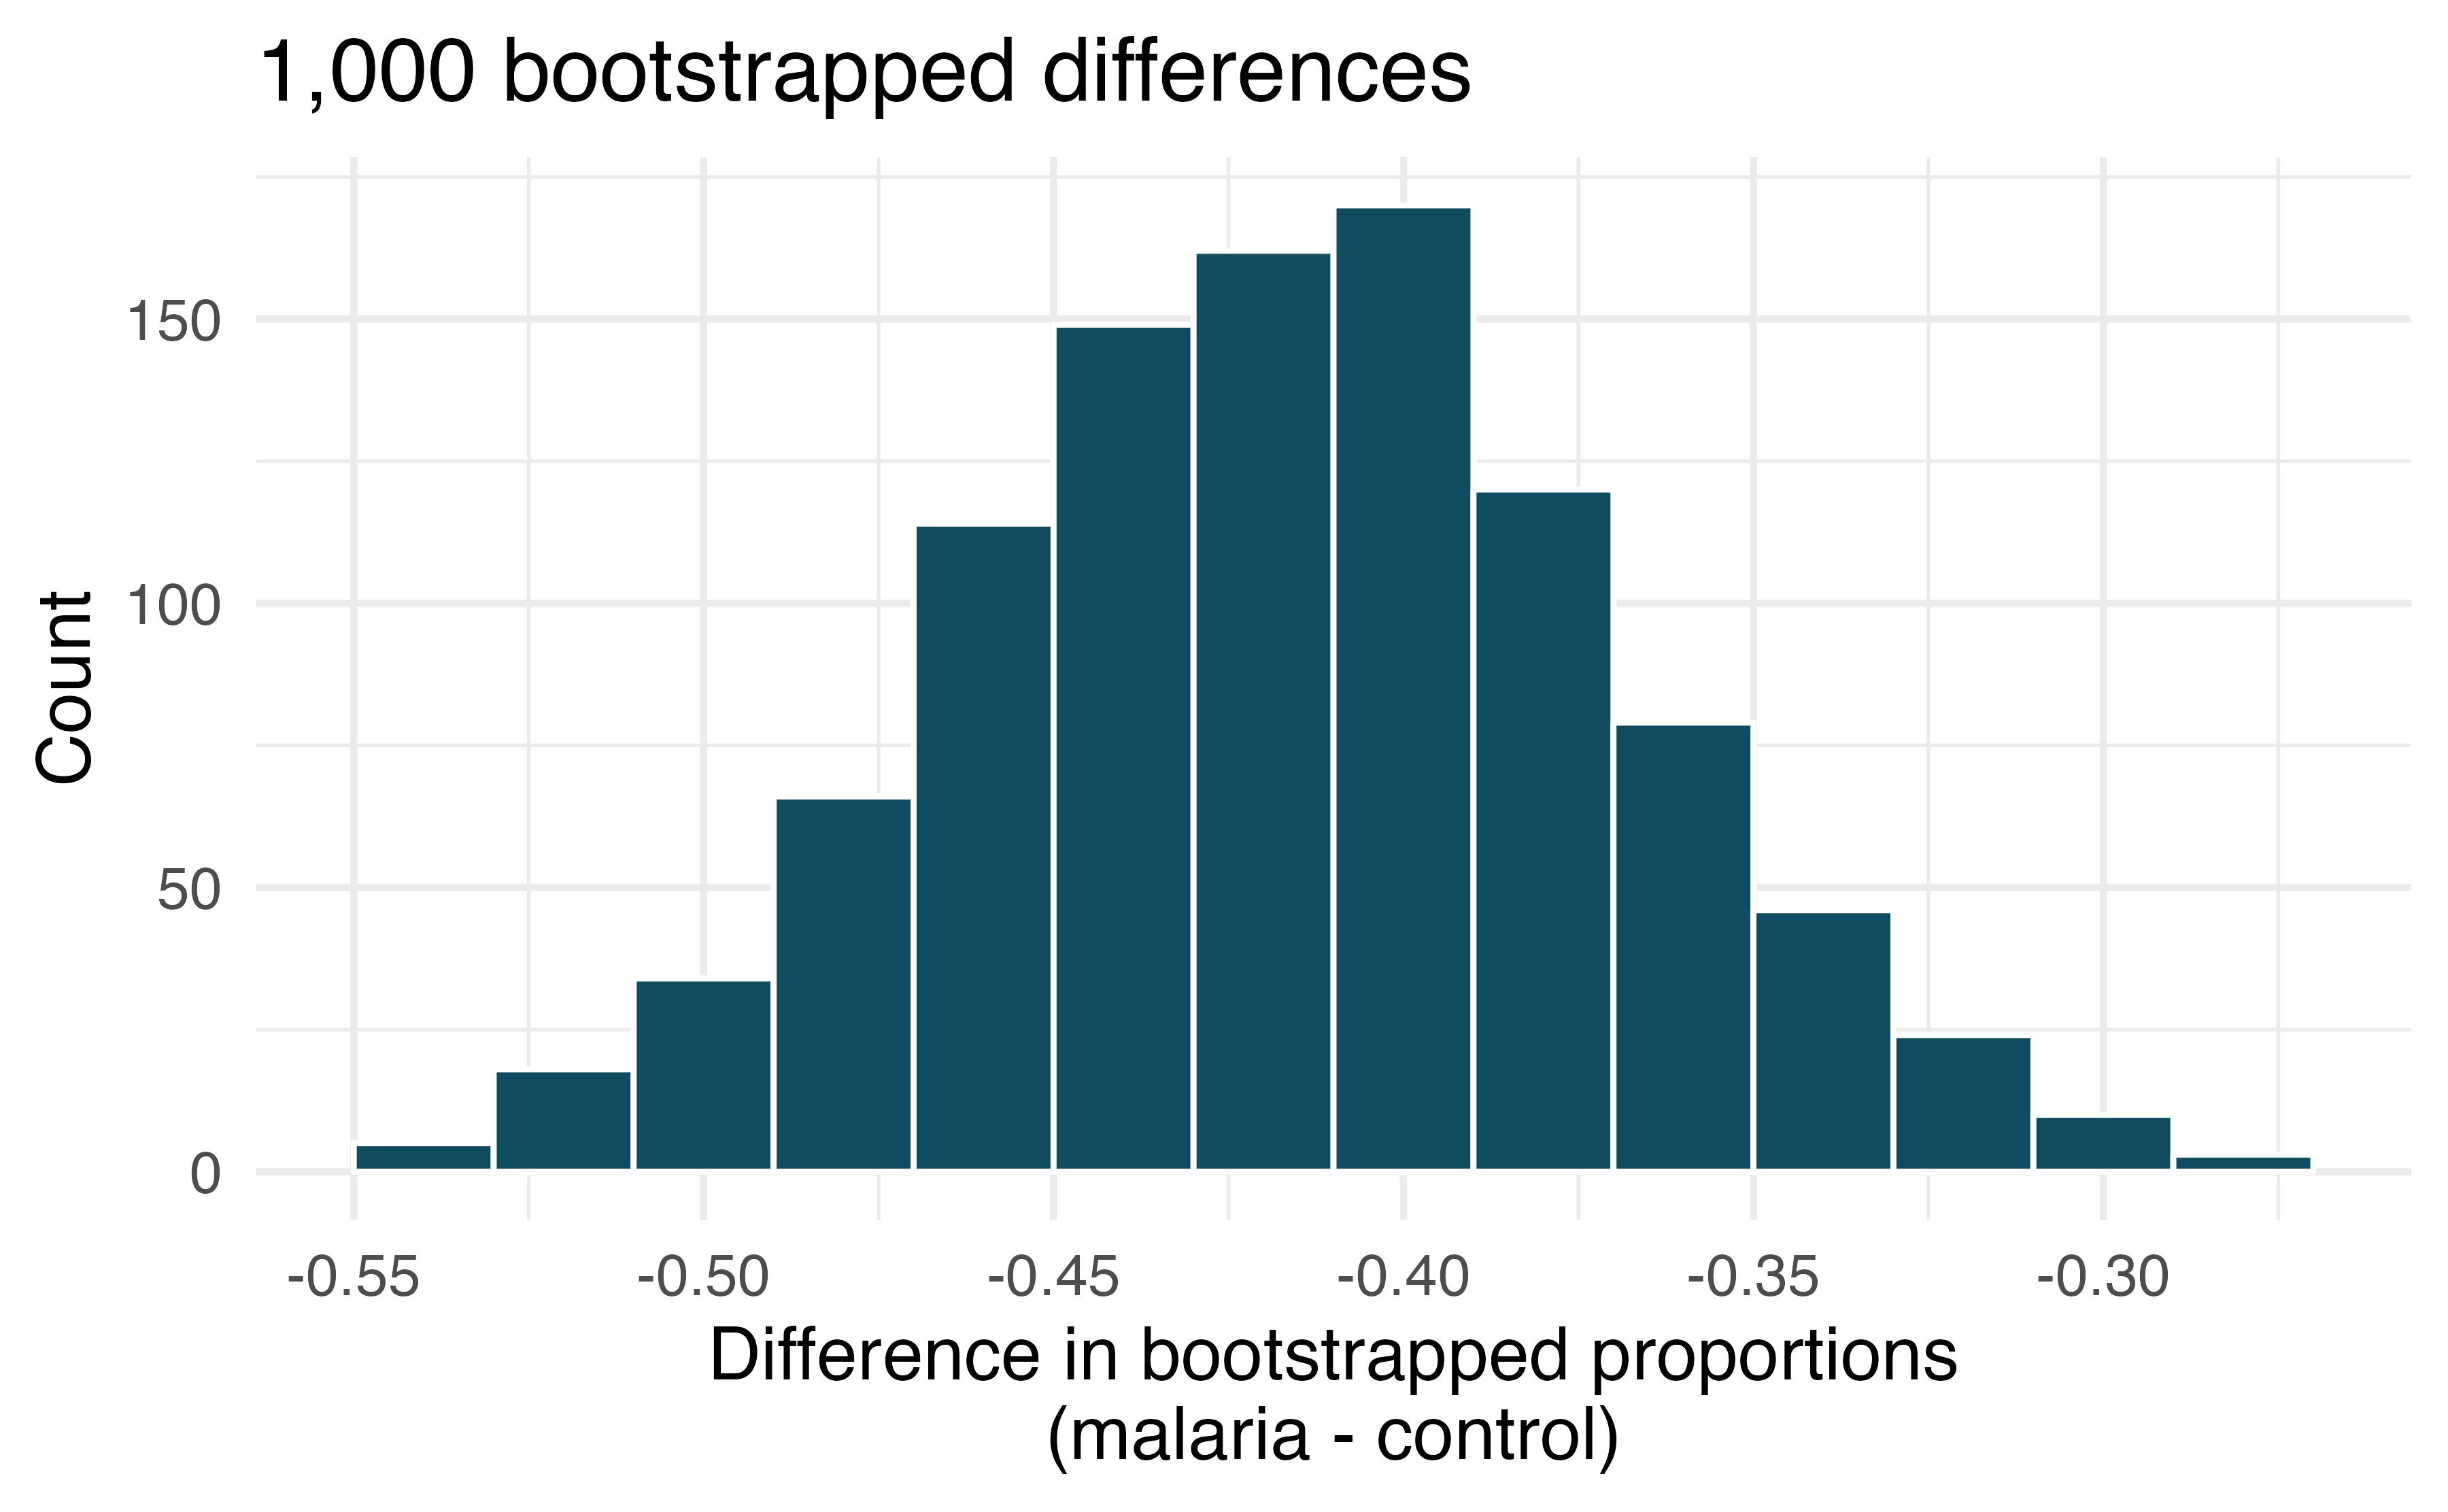 1,000 bootstrapped differences
150
100
50
0
Count
-0.55 -0.50 -0.45 -0.40 -0.35 -0.30
Difference in bootstrapped proportions
(malaria - control)